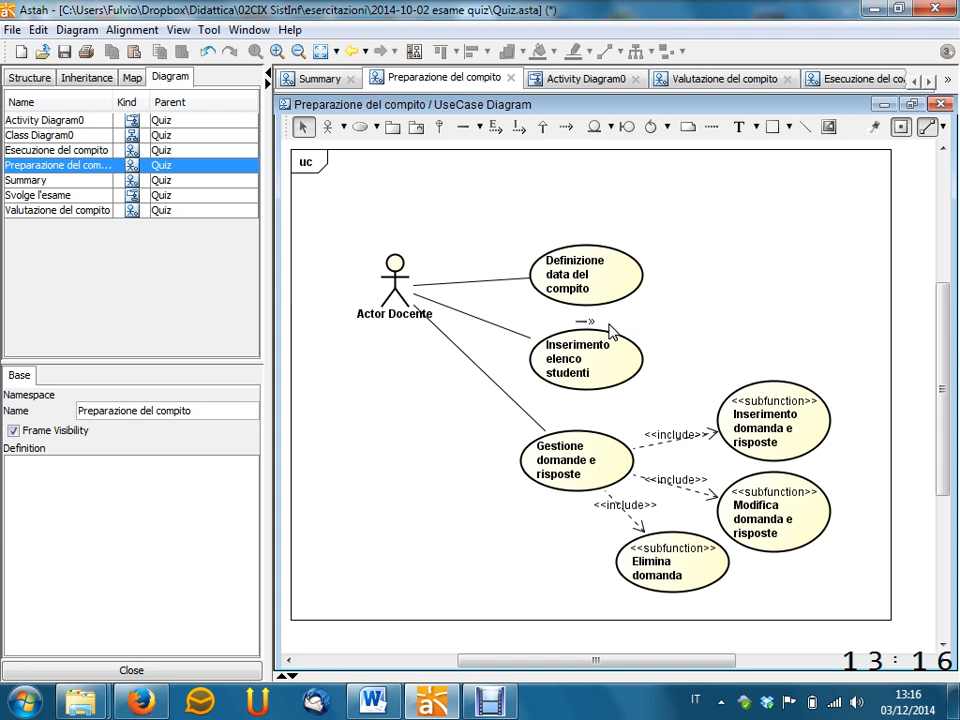 Astah - [C:\Users\Fulvio\Dropbox\Didattica\02CIX SistInf\esercitazioni\2014-10-02 esame quiz\Quiz.asta] (*)
File Edit Diagram Alignment View Tool Window Help
Structure Inheritance Map Diagram
Summary Preparazione del compito Activity Diagram0 Valutazione del compito Esecuzione del co
Name Kind Parent
Activity Diagram0 Quiz
Class Diagram0 Quiz
Esecuzione del compito Quiz
Preparazione del com... Quiz
Summary Quiz
Svolge l'esame Quiz
Valutazione del compito Quiz
Base
Namespace
Name Preparazione del compito
Frame Visibility
Definition
Close
Preparazione del compito / UseCase Diagram
T
uc
Actor Docente
Definizione
data del
compito
Inserimento
elenco
studenti
Gestione
domande e
risposte
<<include>>
<<include>>
<<include>>
<<subfunction>>
Inserimento
domanda e
risposte
<<subfunction>>
Modifica
domanda e
risposte
<<subfunction>>
Elimina
domanda
13:16
IT
13:16
03/12/2014